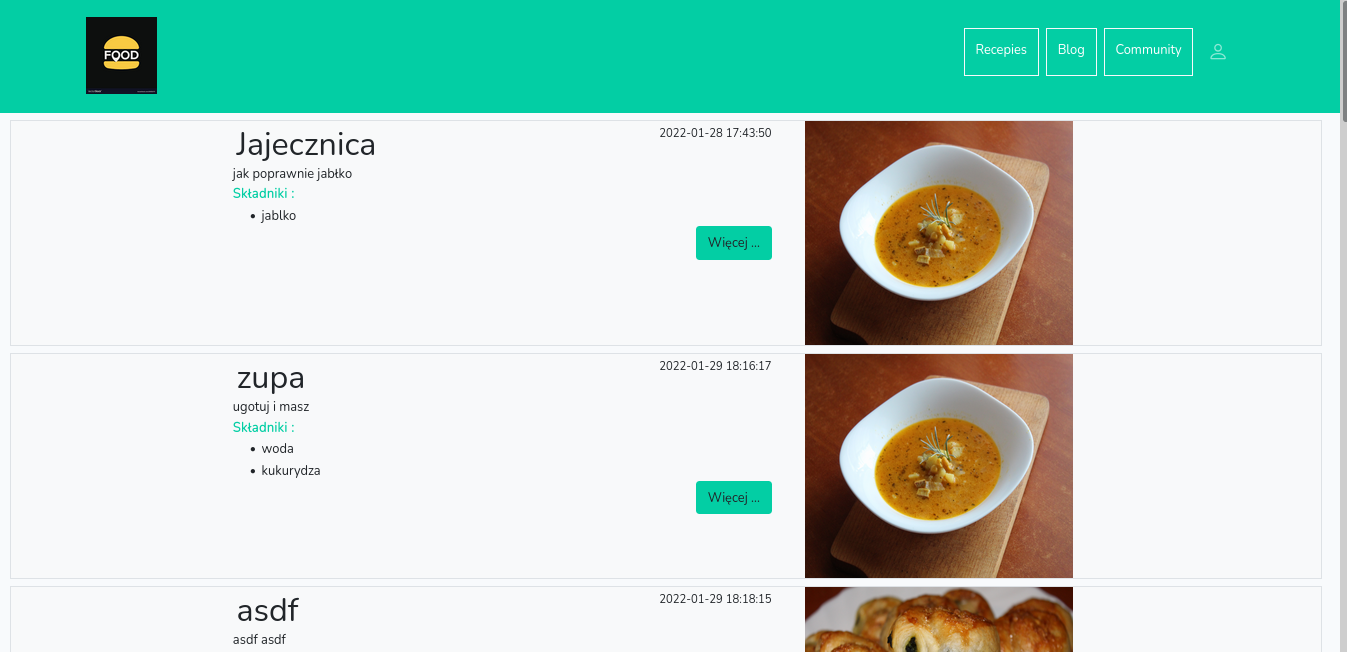 FOOD
Recepies
Blog
Community
Jajecznica
2022-01-28 17:43:50
jak poprawnie jabłko
Składniki :
• jablko
Więcej ...
zupa
2022-01-29 18:16:17
ugotuj i masz
Składniki :
• woda
• kukurydza
Więcej ...
asdf
2022-01-29 18:18:15
asdf asdf